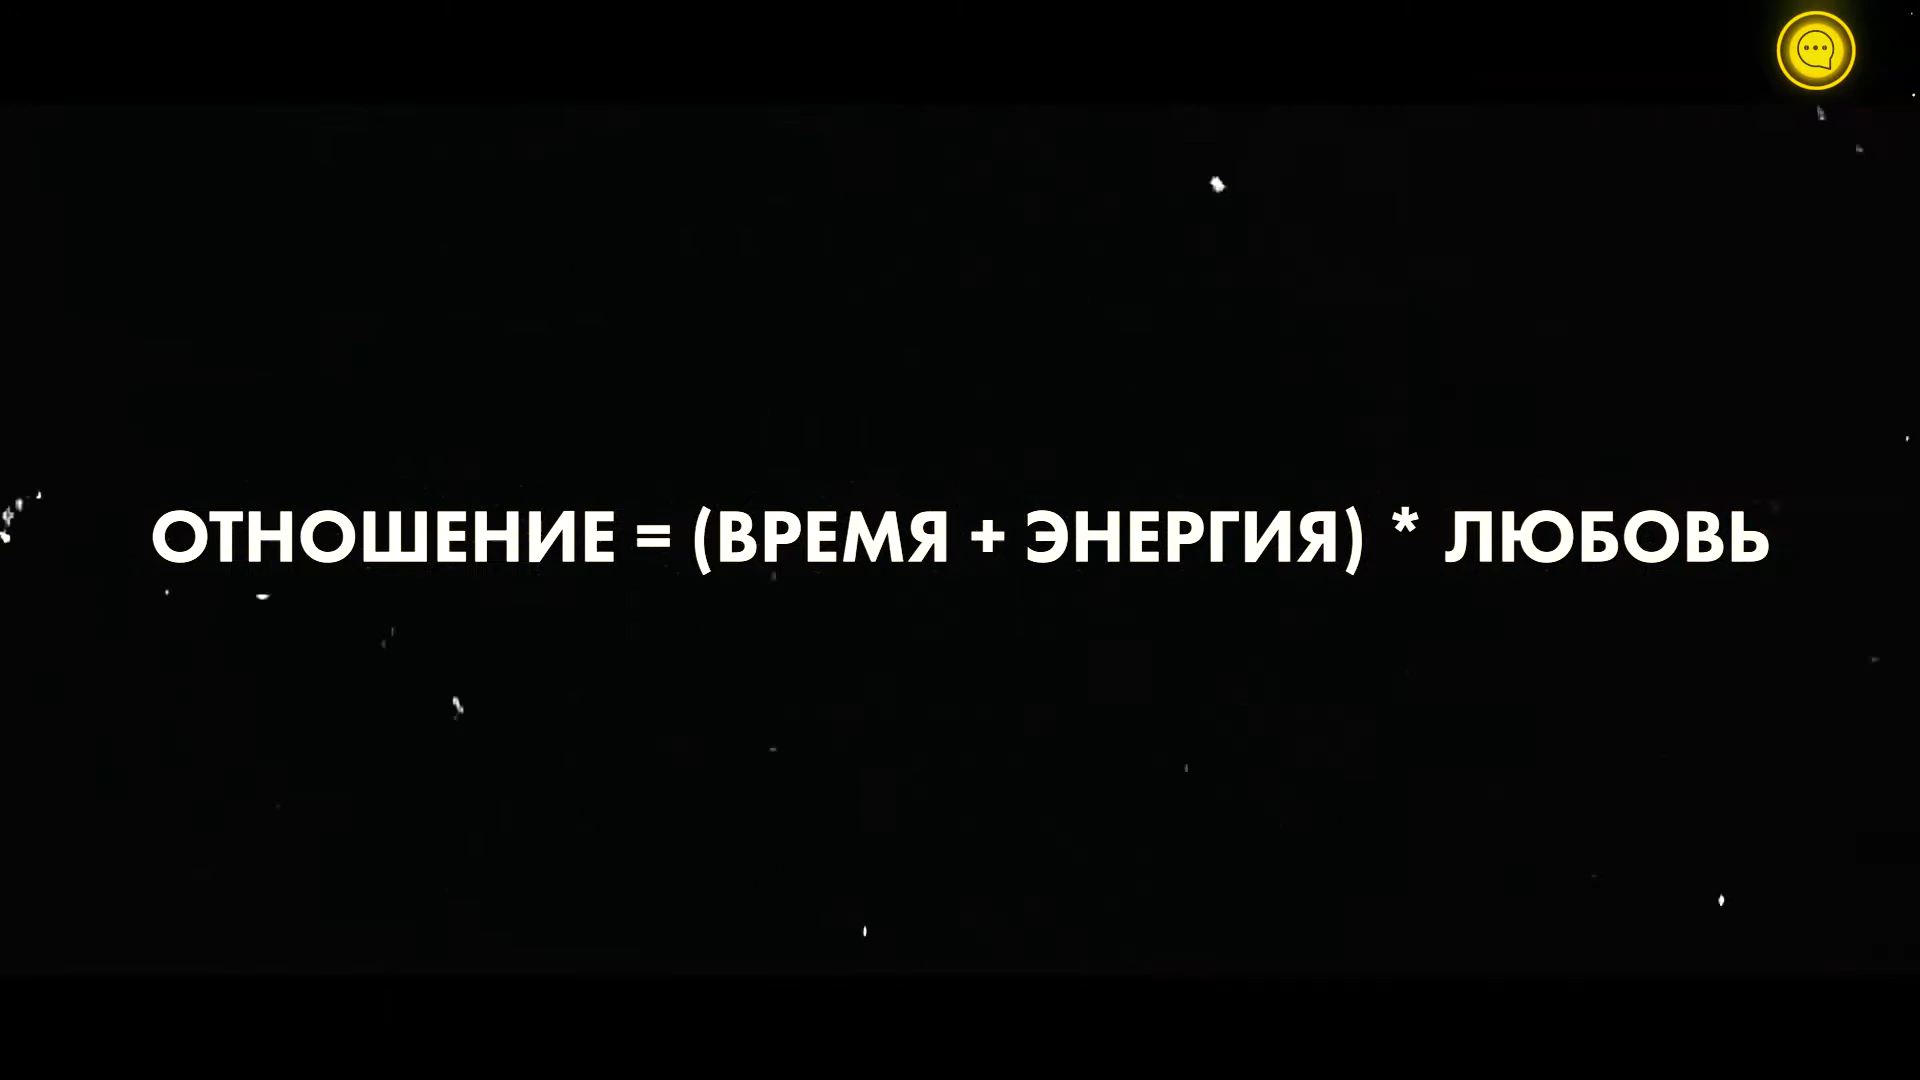 ОТНОШЕНИЕ = (ВРЕМЯ + ЭНЕРГИЯ) * ЛЮБОВЬ